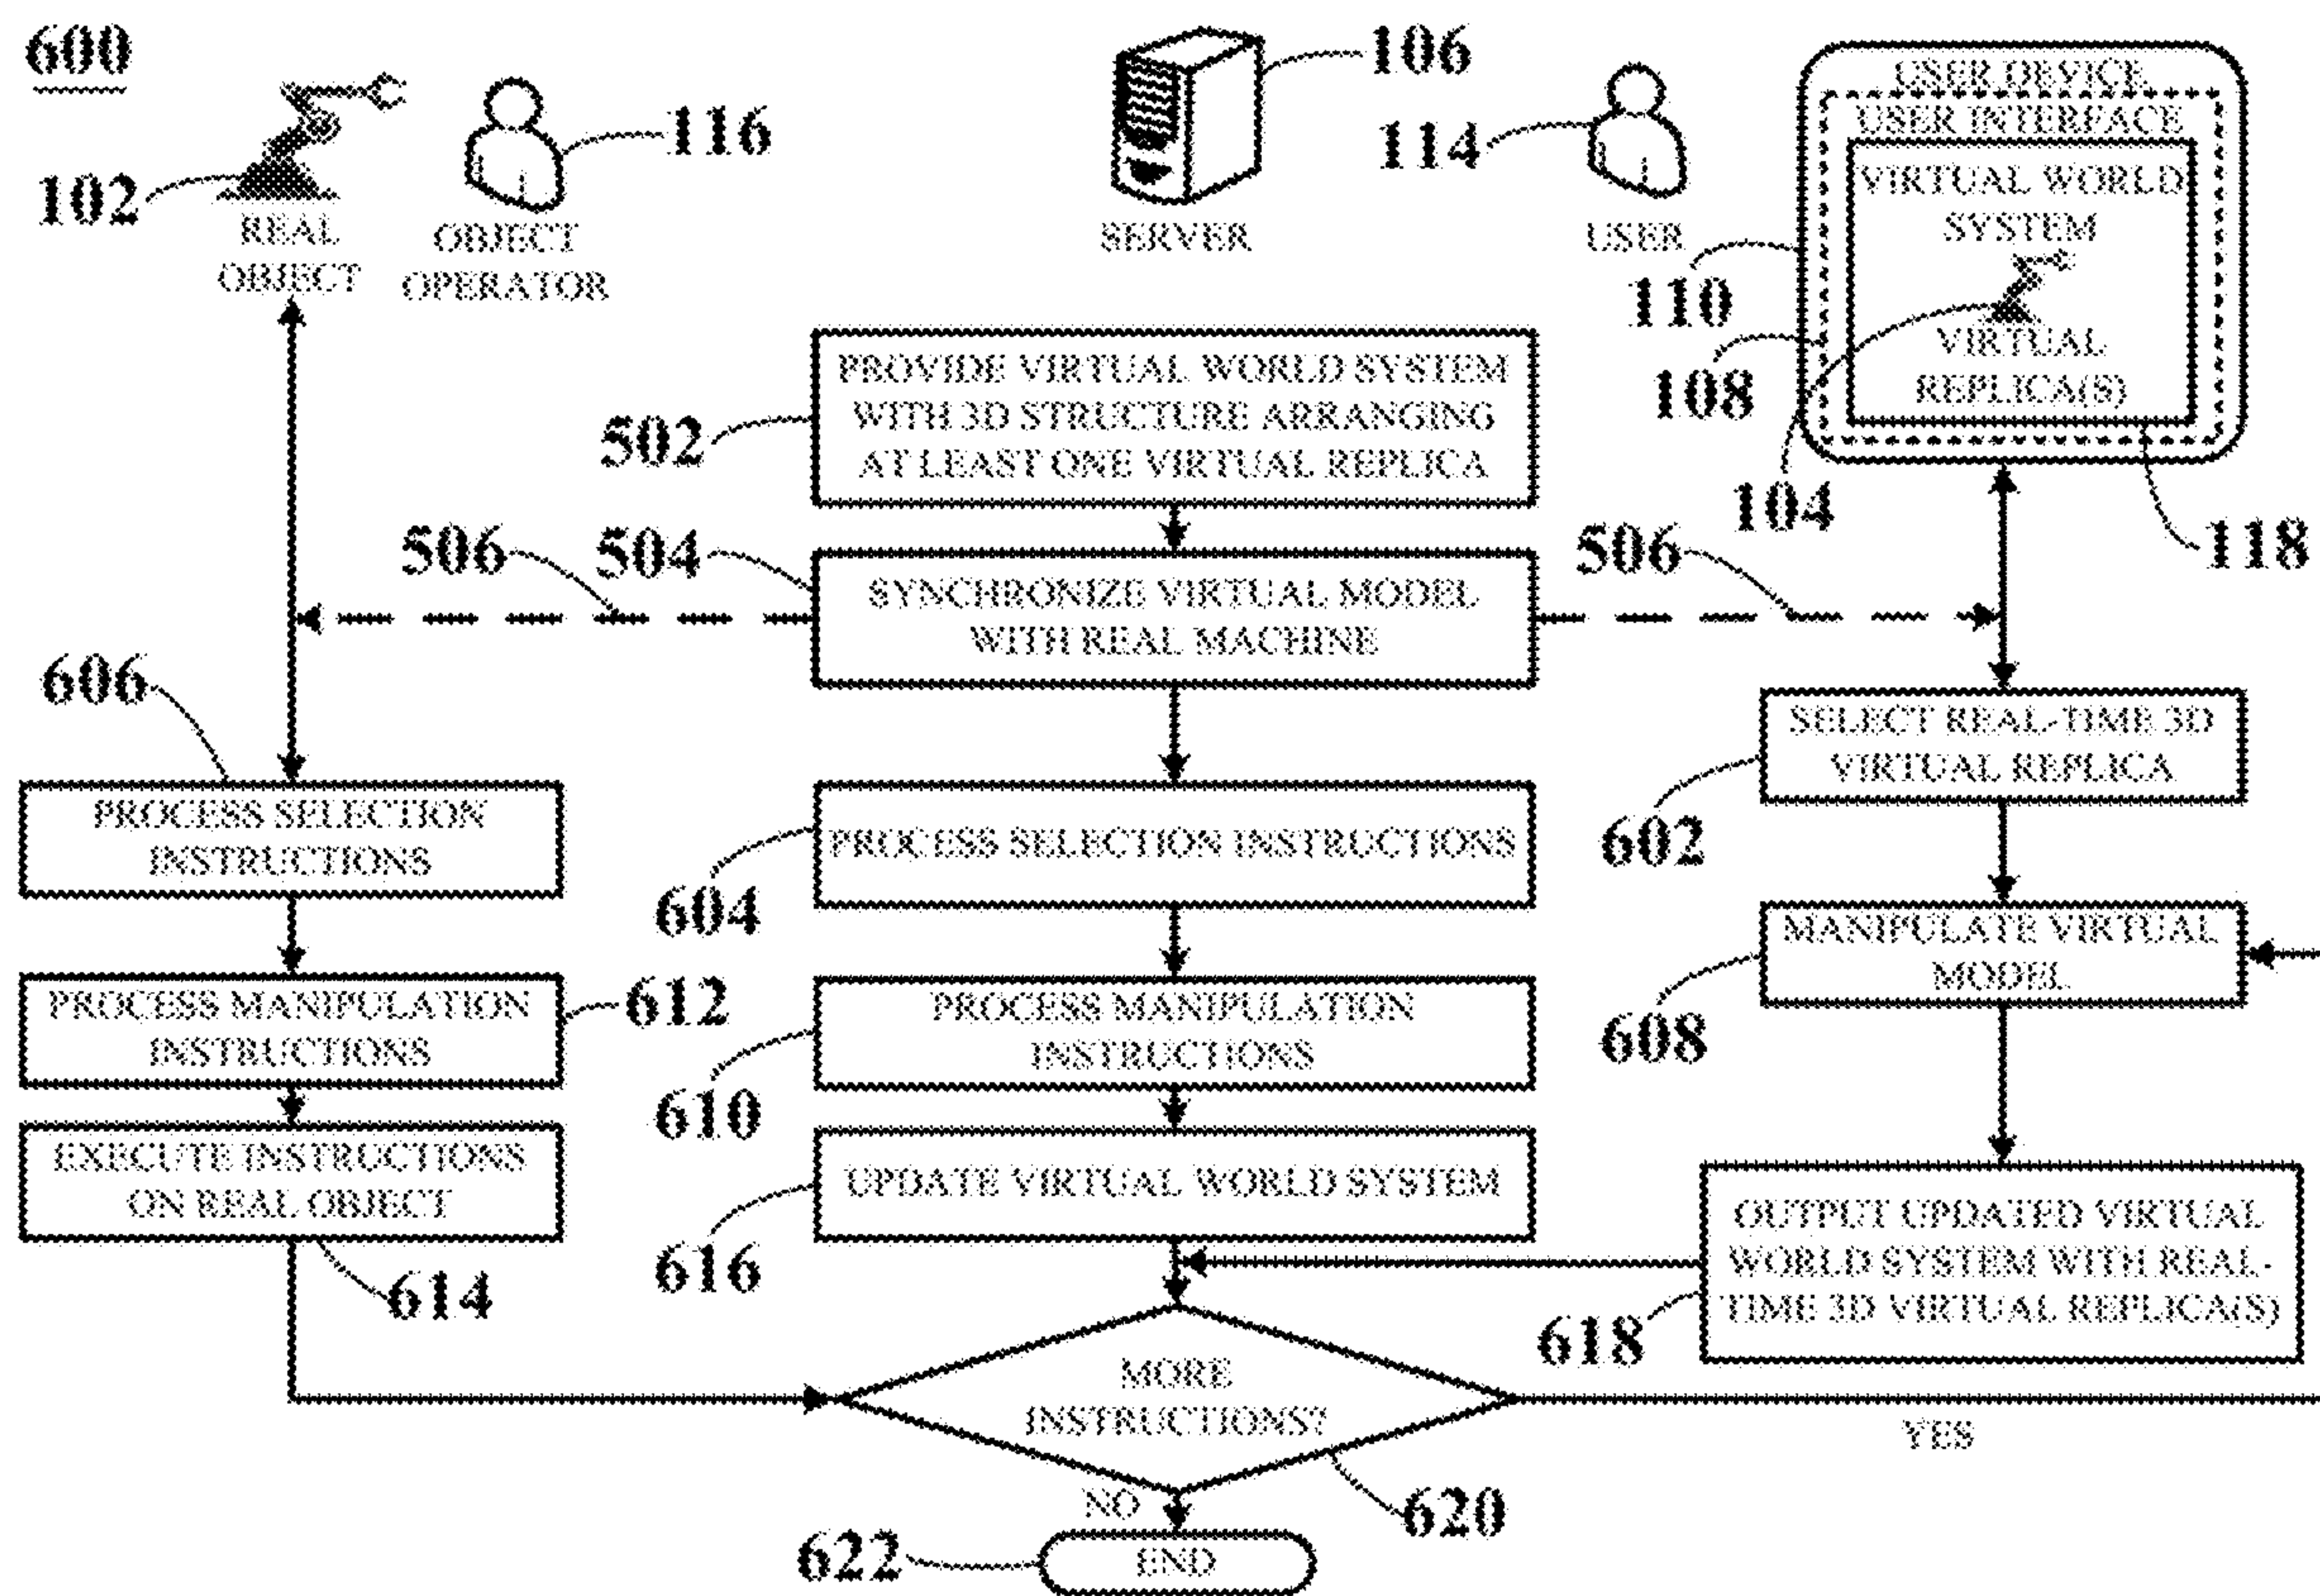 600
102
REAL
OBJECT
116
OBJECT
OPERATOR
106
SERVER
114
USER
USER DEVICE
USER INTERFACE
VIRTUAL WORLD
SYSTEM
VIRTUAL
REPLICA(S)
110
108
104
118
502
PROVIDE VIRTUAL WORLD SYSTEM
WITH 3D STRUCTURE ARRANGING
AT LEAST ONE VIRTUAL REPLICA
506
504
SYNCHRONIZE VIRTUAL MODEL
WITH REAL MACHINE
506
606
PROCESS SELECTION
INSTRUCTIONS
604
PROCESS SELECTION INSTRUCTIONS
602
SELECT REAL-TIME 3D
VIRTUAL REPLICA
612
PROCESS MANIPULATION
INSTRUCTIONS
610
PROCESS MANIPULATION
INSTRUCTIONS
608
MANIPULATE VIRTUAL
MODEL
EXECUTE INSTRUCTIONS
ON REAL OBJECT
614
616
UPDATE VIRTUAL WORLD SYSTEM
618
OUTPUT UPDATED VIRTUAL
WORLD SYSTEM WITH REAL-
TIME 3D VIRTUAL REPLICA(S)
MORE
INSTRUCTIONS?
YES
620
NO
622
END